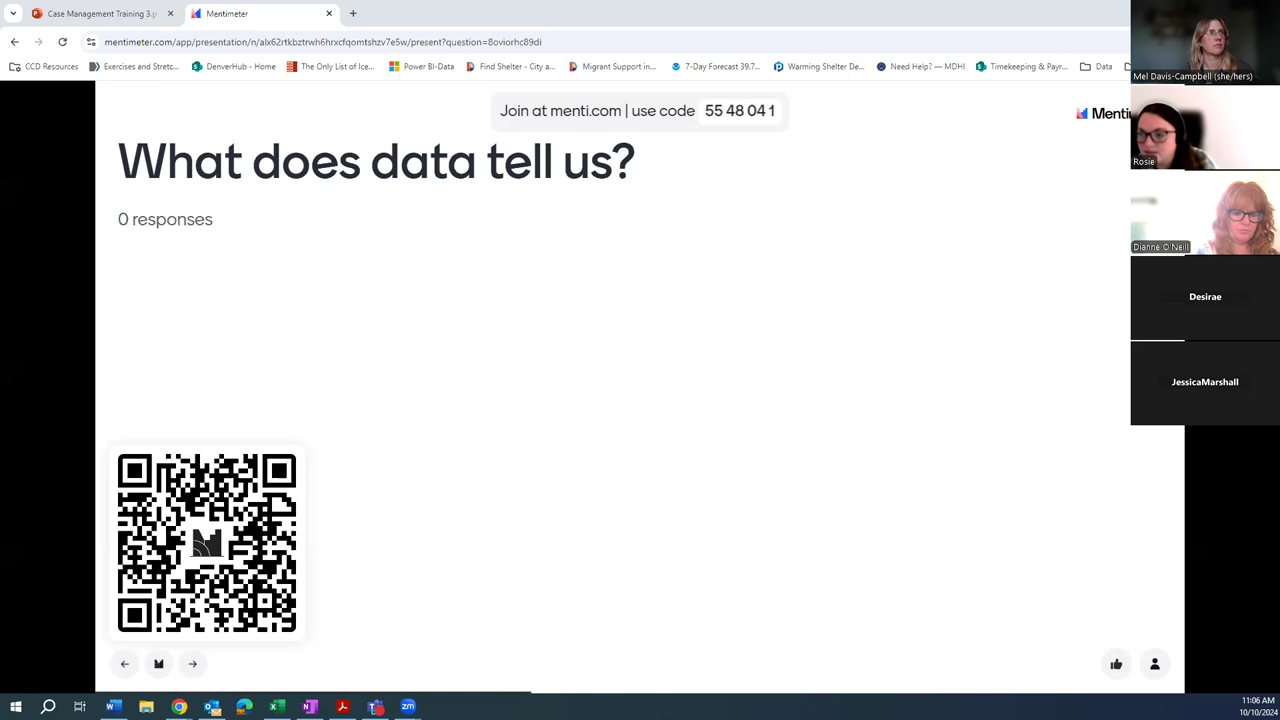 Case Management Training 3.p
Mentimeter
mentimeter.com/app/presentation/n/alx62rtkbztrwh6hrxcfqomtshzv7e5w/present?question=8oviorhc89di
CCD Resources
Exercises and Stretc...
DenverHub - Home
The Only List of Ice...
Power BI-Data
Find Shelter - City a...
Migrant Support in...
7-Day Forecast 39.7...
Warming Shelter De...
Need Help? — MDHI
Timekeeping & Payr...
Data
Join at menti.com | use code 55 48 04 1
Mentim
What does data tell us?
0 responses
Mel Davis-Campbell (she/hers)
Rosie
Dianne O'Neill
Desirae
JessicaMarshall
11:06 AM
10/10/2024